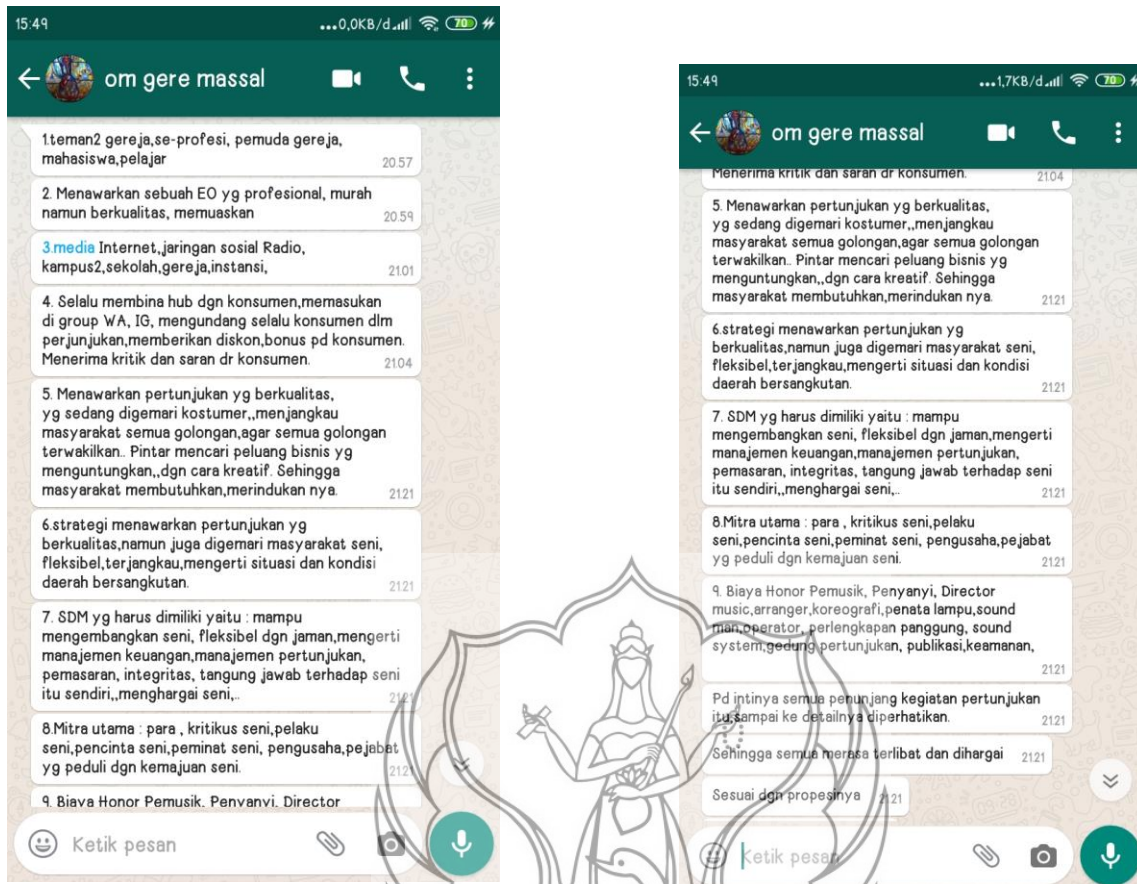 15:49
...0,0KB/d
70
om gere massal
1.teman2 gereja,se-profesi, pemuda gereja,
mahasiswa,pelajar
20.57
2. Menawarkan sebuah EO yg profesional, murah
namun berkualitas, memuaskan
20.59
3.media Internet,jaringan sosial Radio,
kampus2,sekolah,gereja,instansi,
21.01
4. Selalu membina hub dgn konsumen,memasukan
di group WA, IG, mengundang selalu konsumen dlm
perjunjukan,memberikan diskon,bonus pd konsumen.
Menerima kritik dan saran dr konsumen.
21.04
5. Menawarkan pertunjukan yg berkualitas,
yg sedang digemari kostumer,,menjangkau
masyarakat semua golongan,agar semua golongan
terwakilkan.. Pintar mencari peluang bisnis yg
menguntungkan,,dgn cara kreatif. Sehingga
masyarakat membutuhkan,merindukan nya.
21.21
6.strategi menawarkan pertunjukan yg
berkualitas,namun juga digemari masyarakat seni,
fleksibel,terjangkau,mengerti situasi dan kondisi
daerah bersangkutan.
21.21
7. SDM yg harus dimiliki yaitu : mampu
mengembangkan seni, fleksibel dgn jaman,mengerti
manajemen keuangan,manajemen pertunjukan,
pemasaran, integritas, tangung jawab terhadap seni
itu sendiri,,menghargai seni,..
21.21
8.Mitra utama : para , kritikus seni,pelaku
seni,pencinta seni,peminat seni, pengusaha,pejabat
yg peduli dgn kemajuan seni.
21.21
9. Biaya Honor Pemusik, Penyanyi, Director
Ketik pesan
15:49
...1,7KB/d
70
om gere massal
Menerima kritik dan saran dr konsumen.
21.04
5. Menawarkan pertunjukan yg berkualitas,
yg sedang digemari kostumer,,menjangkau
masyarakat semua golongan,agar semua golongan
terwakilkan.. Pintar mencari peluang bisnis yg
menguntungkan,,dgn cara kreatif. Sehingga
masyarakat membutuhkan,merindukan nya.
21.21
6.strategi menawarkan pertunjukan yg
berkualitas,namun juga digemari masyarakat seni,
fleksibel,terjangkau,mengerti situasi dan kondisi
daerah bersangkutan.
21.21
7. SDM yg harus dimiliki yaitu : mampu
mengembangkan seni, fleksibel dgn jaman,mengerti
manajemen keuangan,manajemen pertunjukan,
pemasaran, integritas, tangung jawab terhadap seni
itu sendiri,,menghargai seni,..
21.21
8.Mitra utama : para , kritikus seni,pelaku
seni,pencinta seni,peminat seni, pengusaha,pejabat
yg peduli dgn kemajuan seni.
21.21
9. Biaya Honor Pemusik, Penyanyi, Director
music,arranger,koreografi,penata lampu,sound
man,operator, perlengkapan panggung, sound
system,gedung pertunjukan, publikasi,keamanan,
21.21
Pd intinya semua penunjang kegiatan pertunjukan
itu,sampai ke detailnya diperhatikan.
21.21
Sehingga semua merasa terlibat dan dihargai
21.21
Sesuai dgn propesinya
21.21
Ketik pesan